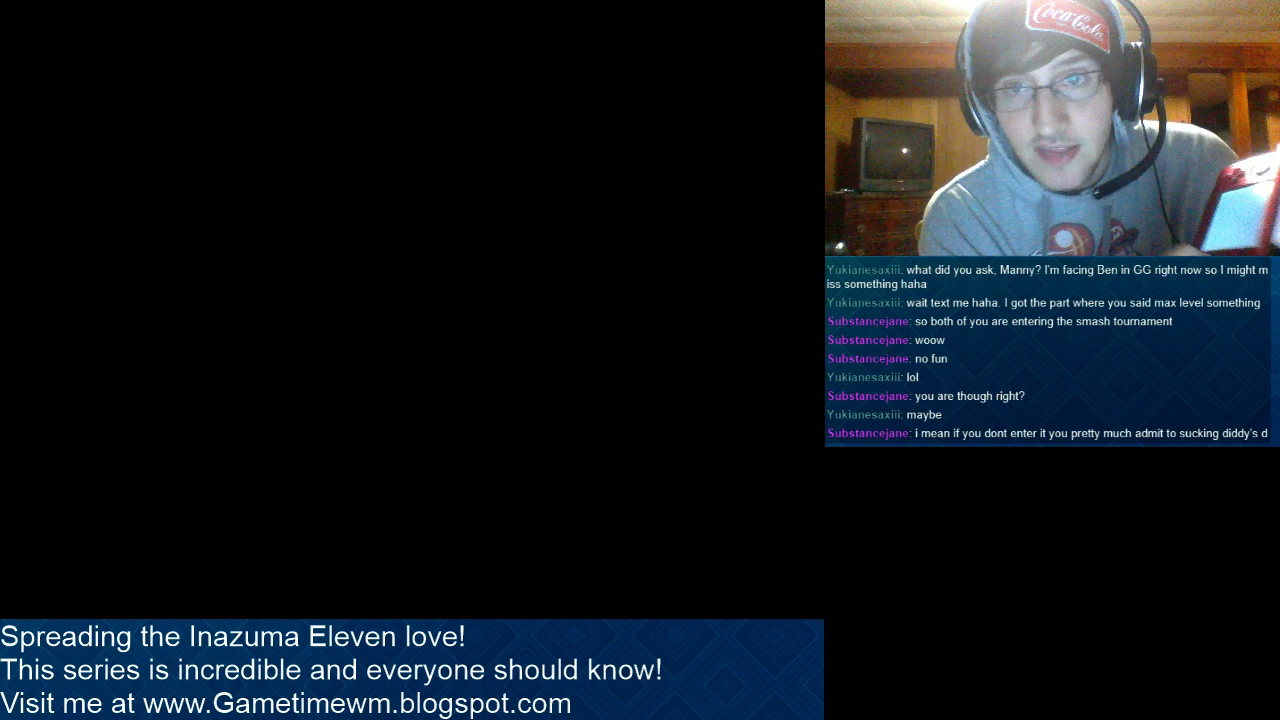 Coca-Cola
Yukianesaxiii: what did you ask, Manny? I'm facing Ben in GG right now so I might m
iss something haha
Yukianesaxiii: wait text me haha. I got the part where you said max level something
Substancejane: so both of you are entering the smash tournament
Substancejane: woow
Substancejane: no fun
Yukianesaxiii: lol
Substancejane: you are though right?
Yukianesaxiii: maybe
Substancejane: i mean if you dont enter it you pretty much admit to sucking diddy's d
Spreading the Inazuma Eleven love!
This series is incredible and everyone should know!
Visit me at www.Gametimewm.blogspot.com